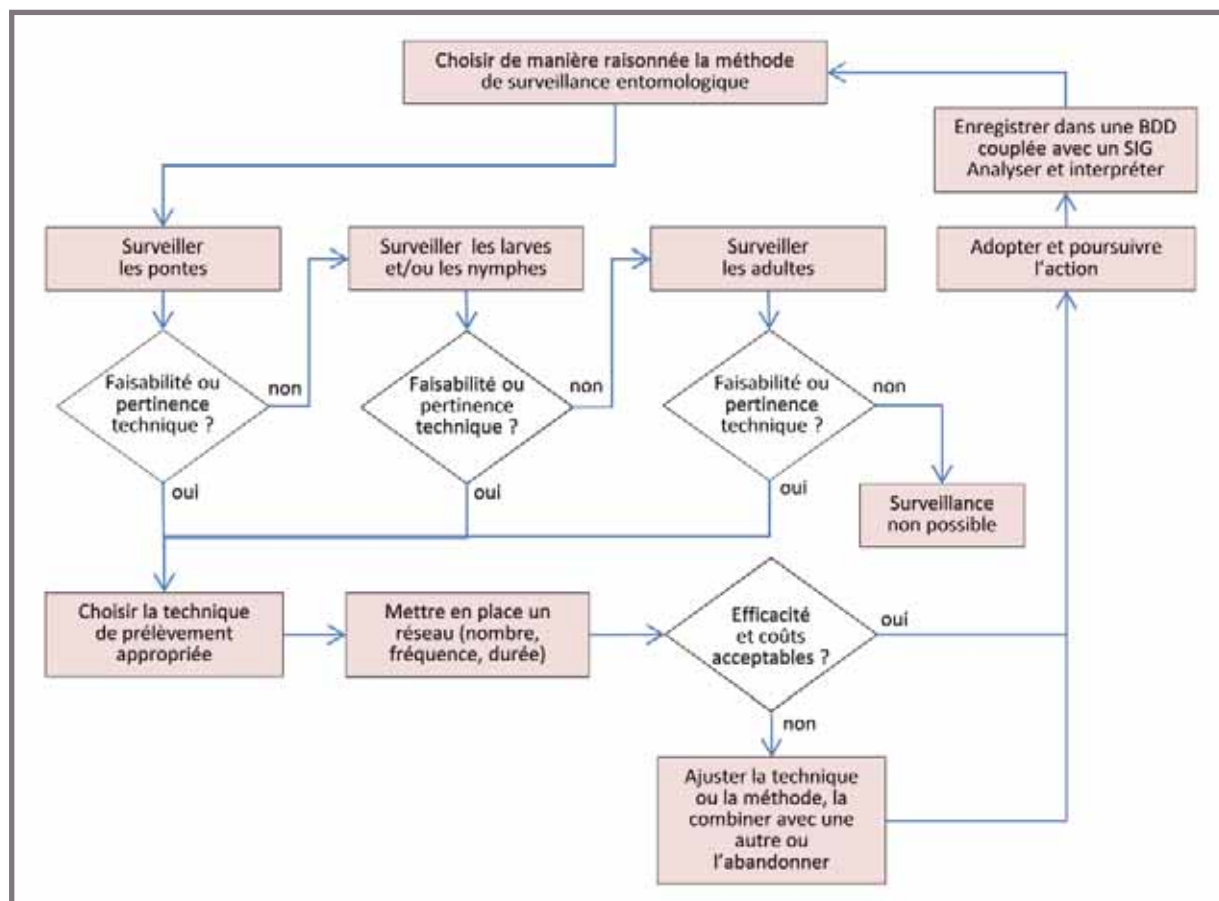 Choisir de manière raisonnée la méthode
de surveillance entomologique
Enregistrer dans une BDD
couplée avec un SIG
Analyser et interpréter
Surveiller
les pontes
Surveiller les larves
et/ou les nymphes
Surveiller
les adultes
Adopter et poursuivre
l'action
Faisabilité ou
pertinence
technique ?
non
oui
Faisabilité ou
pertinence
technique ?
non
oui
Faisabilité ou
pertinence
technique ?
non
oui
Surveillance
non possible
Choisir la technique
de prélèvement
appropriée
Mettre en place un
réseau (nombre,
fréquence, durée)
Efficacité
et coûts
acceptables ?
oui
non
Ajuster la technique
ou la méthode, la
combiner avec une
autre ou
l'abandonner